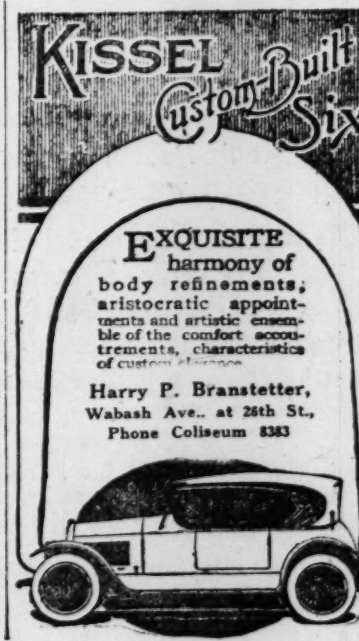 KISSEL
Custom-Built
Six
EXQUISITE
harmony of
body refinements,
aristocratic appoint-
ments and artistic ensem-
ble of the comfort accou-
trements, characteristics
of custom
Harry P. Branstetter,
Wabash Ave.. at 26th St.,
Phone Coliseum 8383